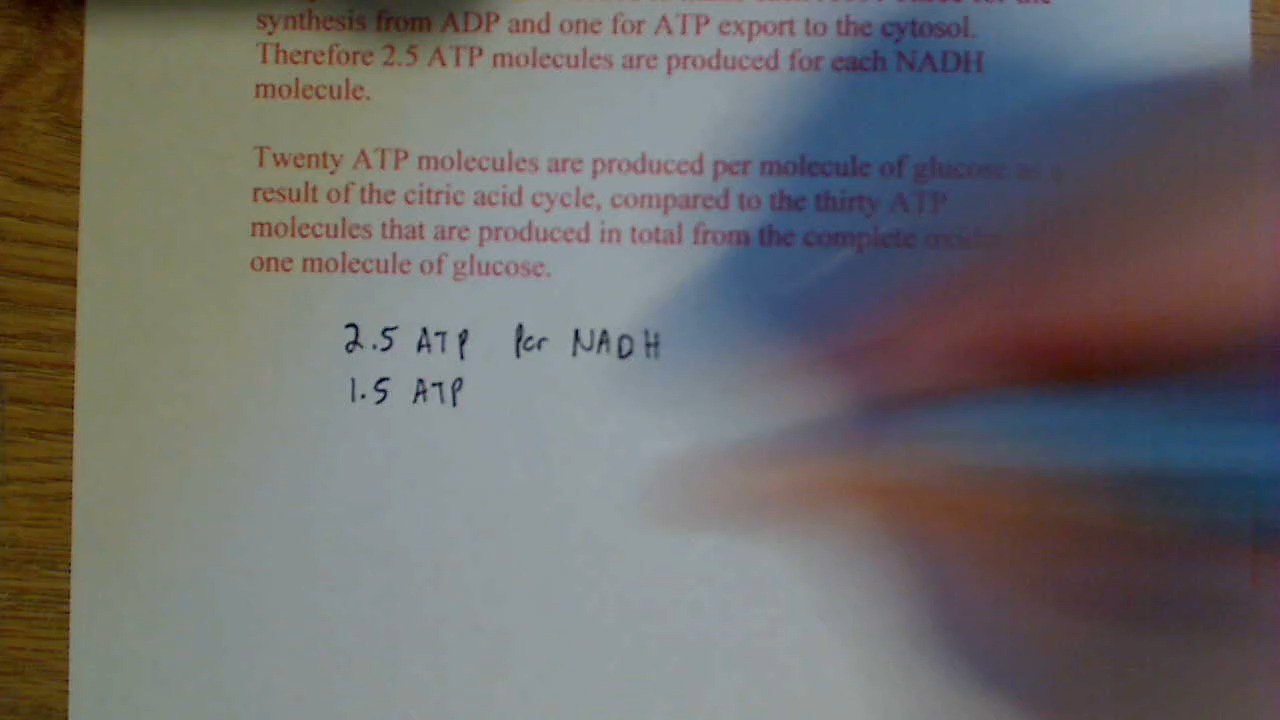 synthesis from ADP and one for ATP export to the cytosol.
Therefore 2.5 ATP molecules are produced for each NADH
molecule.
Twenty ATP molecules are produced per molecule of glucose as a
result of the citric acid cycle, compared to the thirty ATP
molecules that are produced in total from the complete
one molecule of glucose.
2.5 ATP Per NADH
1.5 ATP